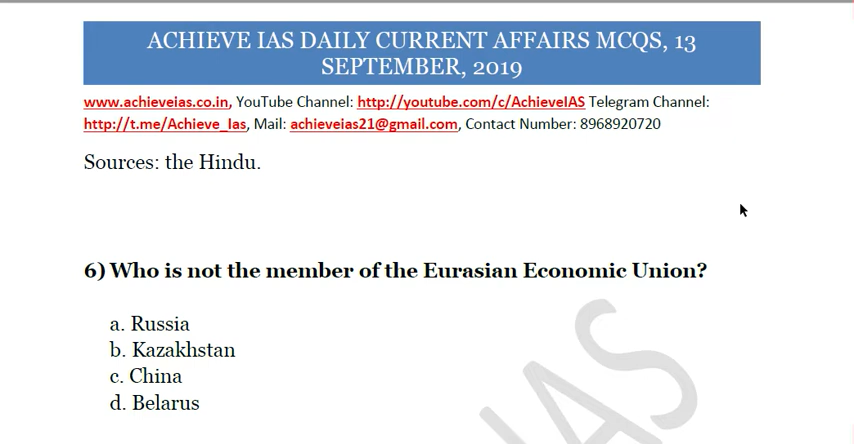 ACHIEVE IAS DAILY CURRENT AFFAIRS MCQS, 13
SEPTEMBER, 2019
www.achieveias.co.in, YouTube Channel: http://youtube.com/c/AchieveIAS Telegram Channel:
http://t.me/Achieve_Ias, Mail: achieveias21@gmail.com, Contact Number: 8968920720
Sources: the Hindu.
6) Who is not the member of the Eurasian Economic Union?
a. Russia
b. Kazakhstan
c. China
d. Belarus
IAS